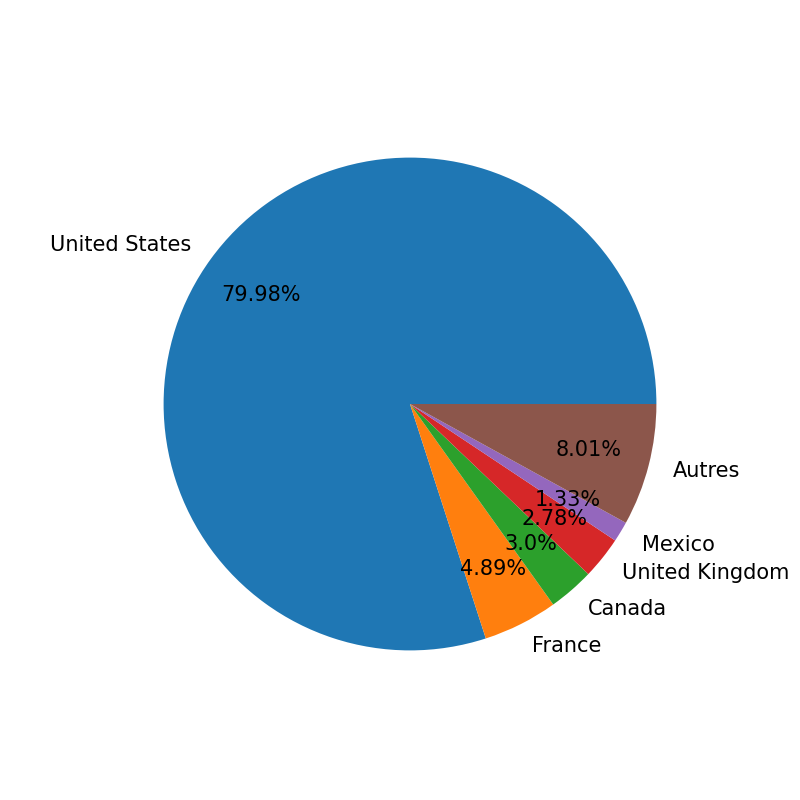 United States
79.98%
8.01%
Autres
1.33%
2.78%
Mexico
3.0%
United Kingdom
4.89%
Canada
France